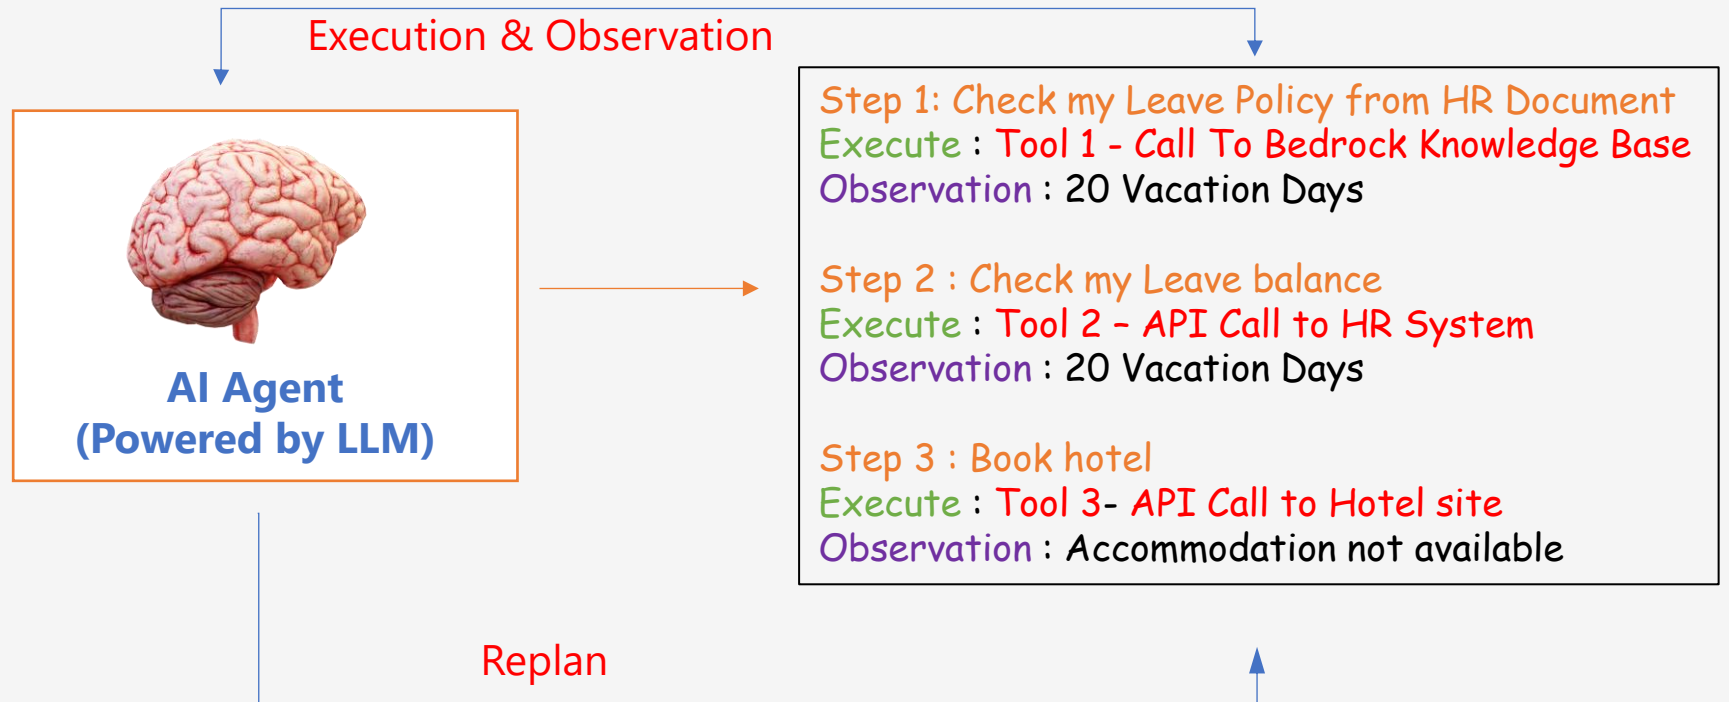 Execution & Observation
AI Agent
(Powered by LLM)
Step 1: Check my Leave Policy from HR Document
Execute : Tool 1 - Call To Bedrock Knowledge Base
Observation : 20 Vacation Days
Step 2 : Check my Leave balance
Execute : Tool 2 – API Call to HR System
Observation : 20 Vacation Days
Step 3 : Book hotel
Execute : Tool 3- API Call to Hotel site
Observation : Accommodation not available
Replan